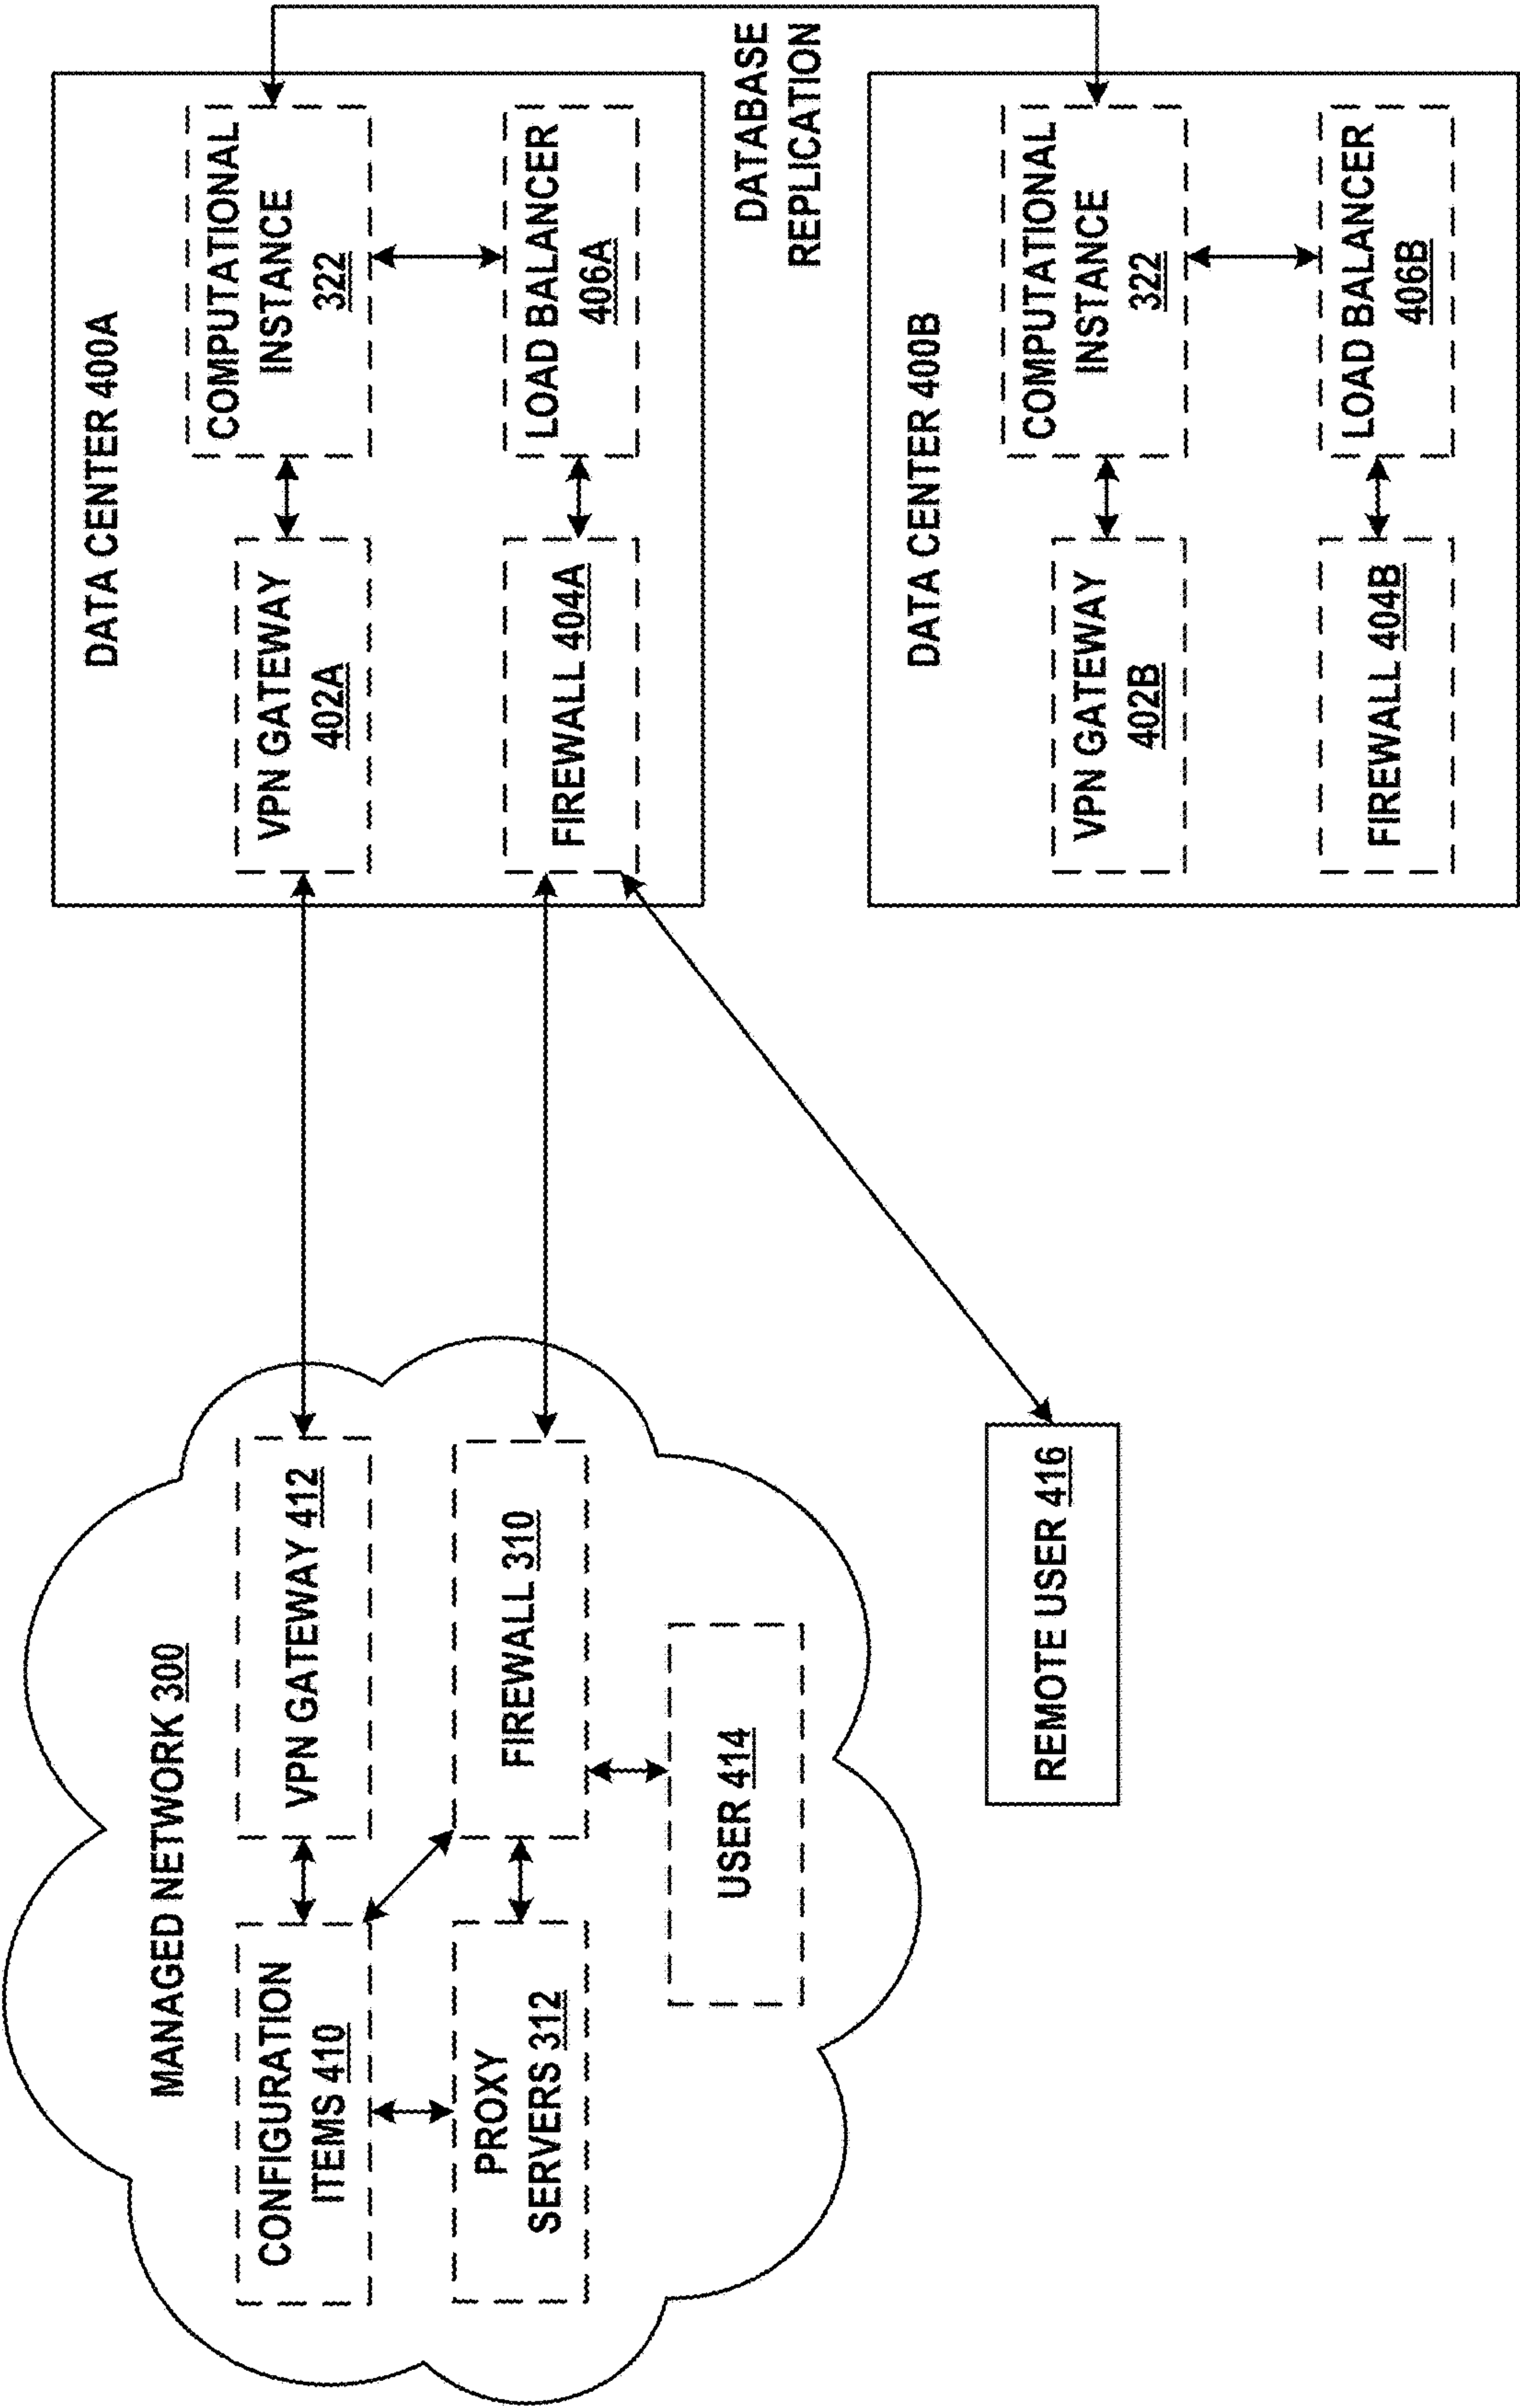 MANAGED NETWORK 300
CONFIGURATION
ITEMS 410
VPN GATEWAY 412
PROXY
SERVERS 312
FIREWALL 310
USER 414
REMOTE USER 416
DATA CENTER 400A
VPN GATEWAY
402A
COMPUTATIONAL
INSTANCE
322
FIREWALL 404A
LOAD BALANCER
406A
DATABASE
REPLICATION
DATA CENTER 400B
VPN GATEWAY
402B
COMPUTATIONAL
INSTANCE
322
FIREWALL 404B
LOAD BALANCER
406B